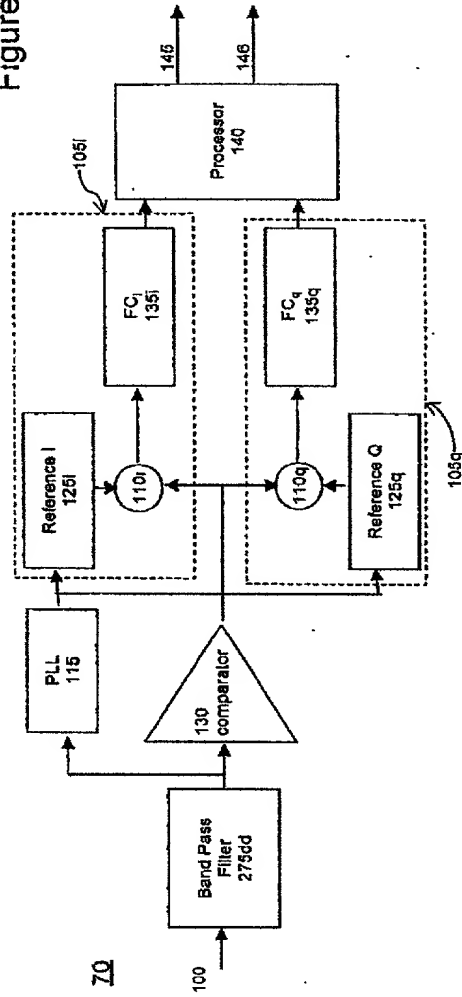 Figure
70
100
Band Pass
Filter
275dd
PLL
115
130
comparator
Reference I
125i
110i
FCi
135i
105i
Reference Q
125q
110q
FCq
135q
105q
Processor
140
145
146